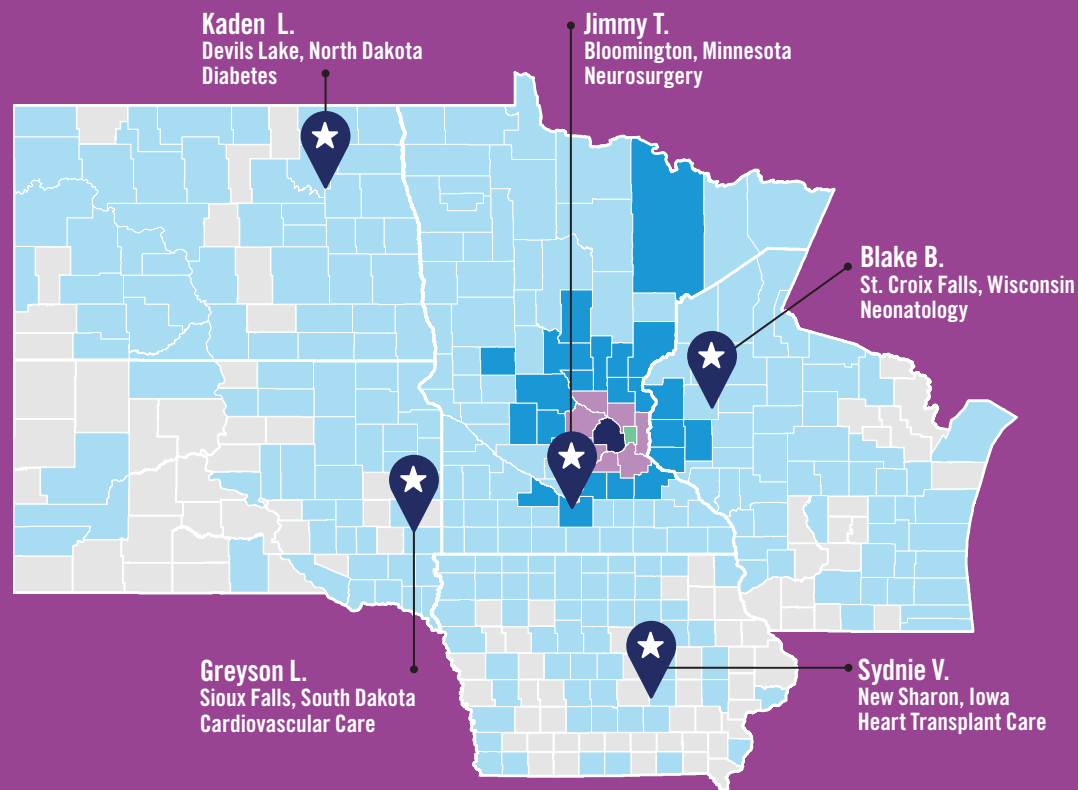 Kaden L.
Devils Lake, North Dakota
Diabetes
Jimmy T.
Bloomington, Minnesota
Neurosurgery
Blake B.
St. Croix Falls, Wisconsin
Neonatology
Greyson L.
Sioux Falls, South Dakota
Cardiovascular Care
Sydnie V.
New Sharon, Iowa
Heart Transplant Care